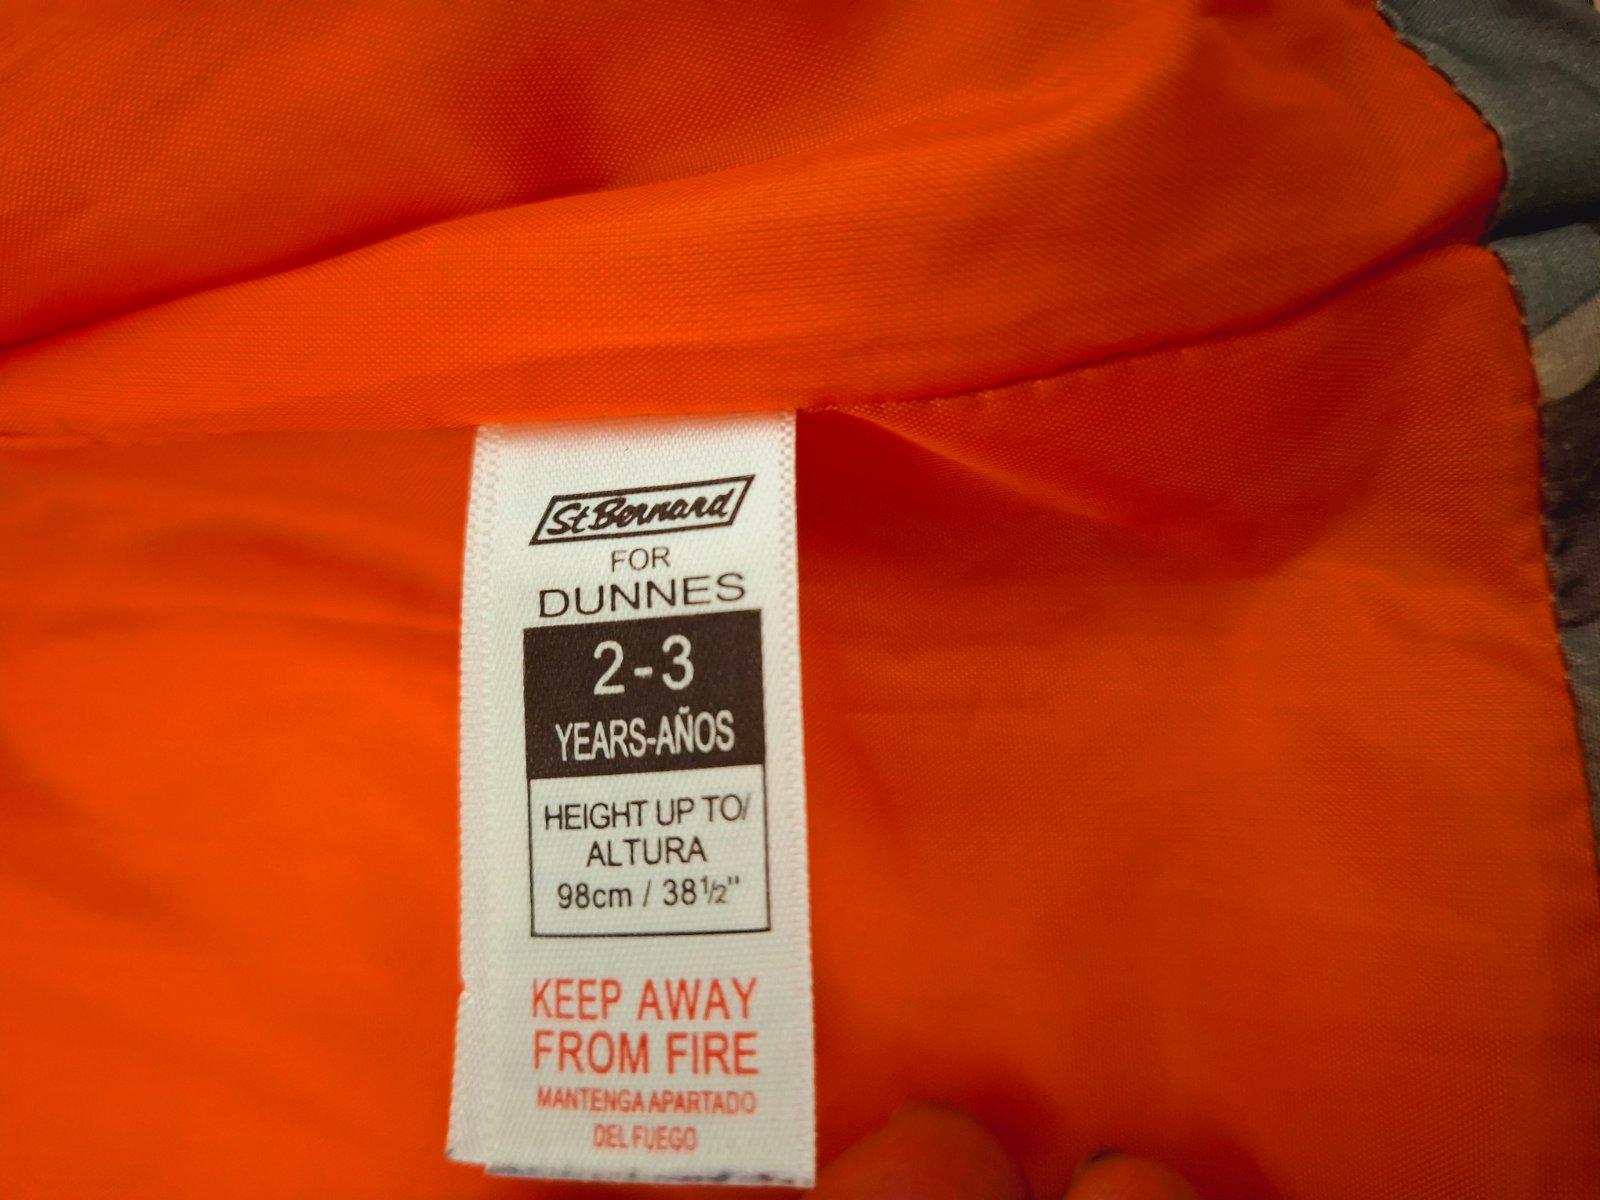 St.Bernard
FOR
DUNNES
2-3
YEARS-AÑOS
HEIGHT UP TO/
ALTURA
98cm / 38½"
KEEP AWAY
FROM FIRE
MANTENGA APARTADO
DEL FUEGO